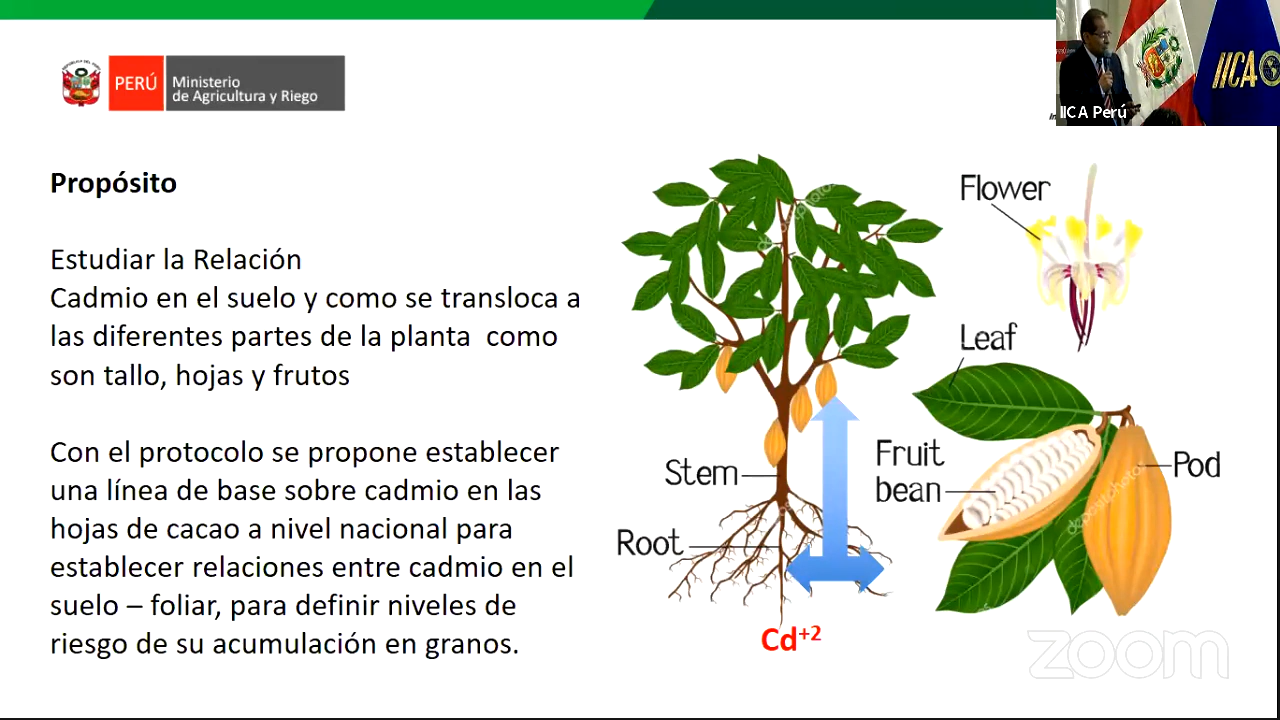 PERÚ
Ministerio
de Agricultura y Riego
IICA
IICA Perú
Propósito
Estudiar la Relación
Cadmio en el suelo y como se transloca a
las diferentes partes de la planta como
son tallo, hojas y frutos
Con el protocolo se propone establecer
una línea de base sobre cadmio en las
hojas de cacao a nivel nacional para
establecer relaciones entre cadmio en el
suelo – foliar, para definir niveles de
riesgo de su acumulación en granos.
Flower
Leaf
Fruit
bean
Pod
Stem
Root
Cd+2
depositphotos
zoom